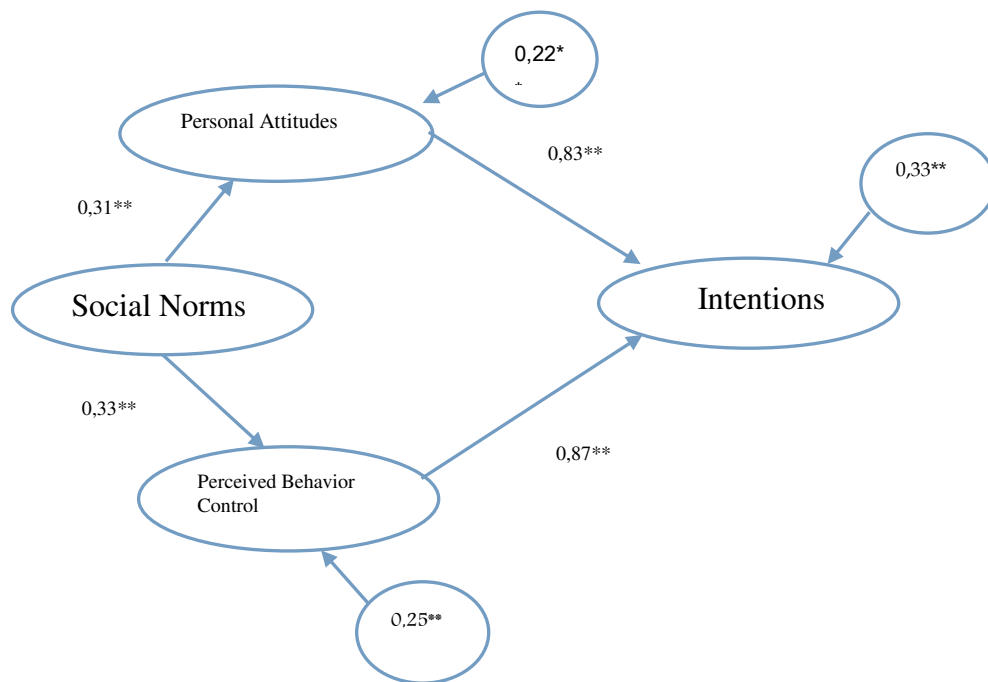 0,22*
*
Personal Attitudes
0,83**
0,33**
0,31**
Social Norms
Intentions
0,33**
0,87**
Perceived Behavior
Control
0,25**